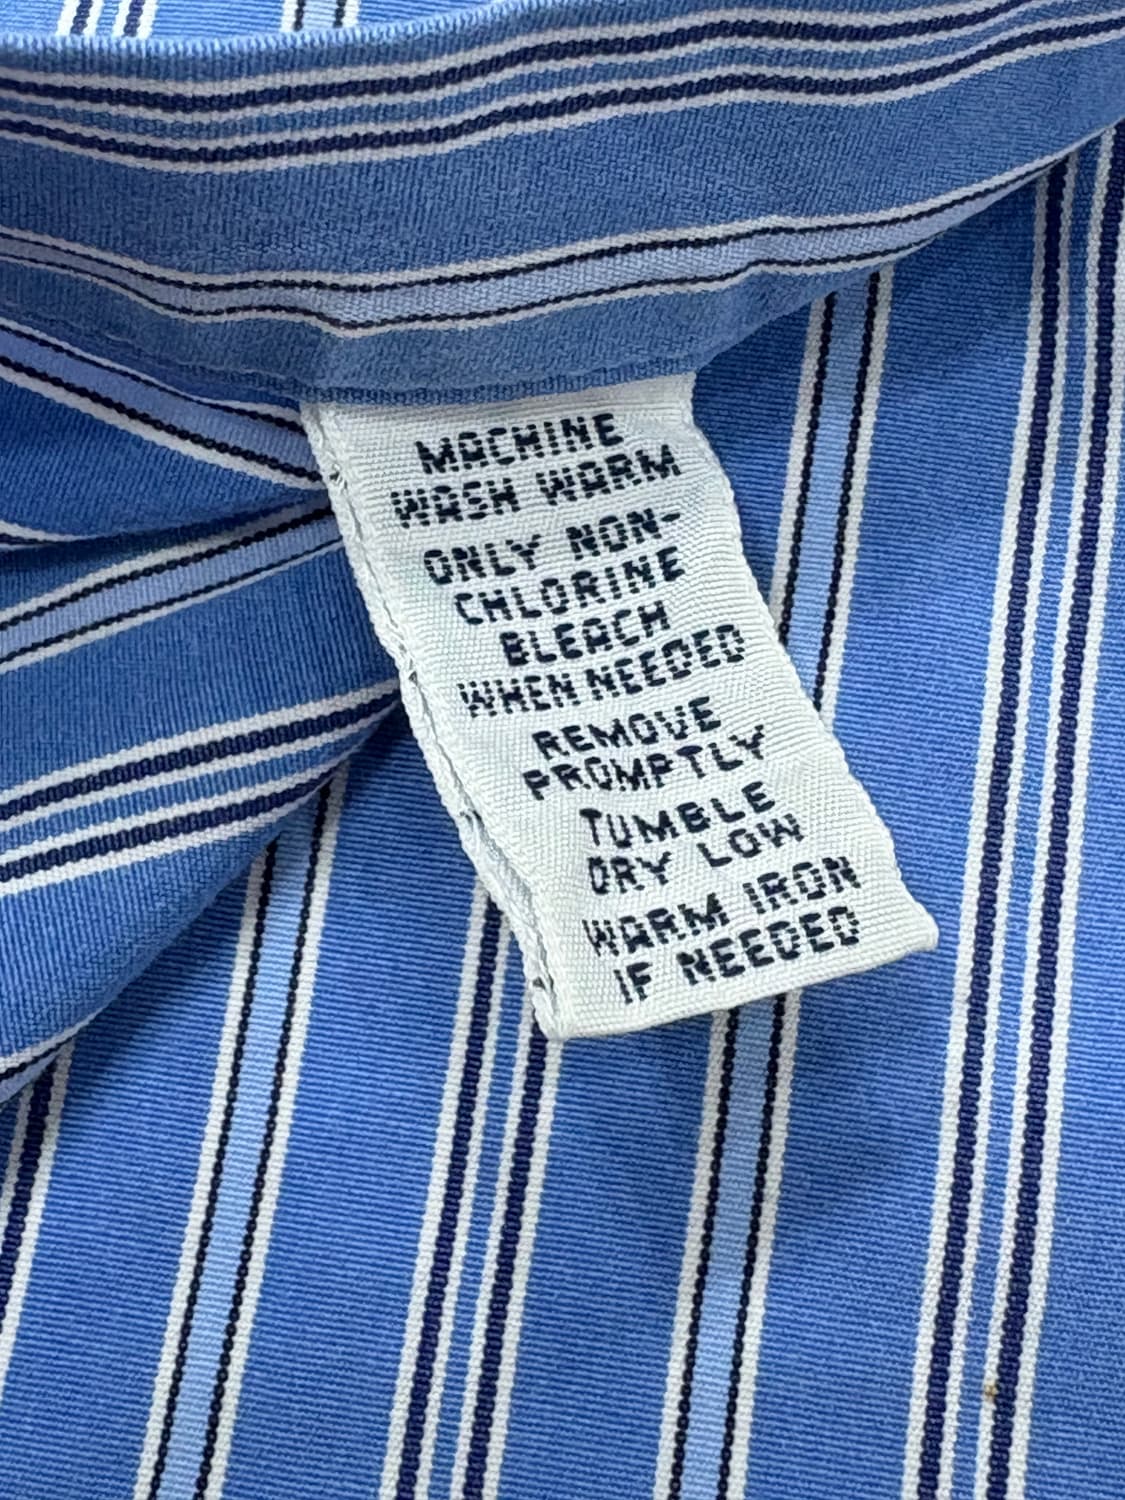 MACHINE
WASH WARM
ONLY NON-
CHLORINE
BLEACH
WHEN NEEDED
REMOVE
PROMPTLY
TUMBLE
DRY LOW
WARM IRON
IF NEEDED